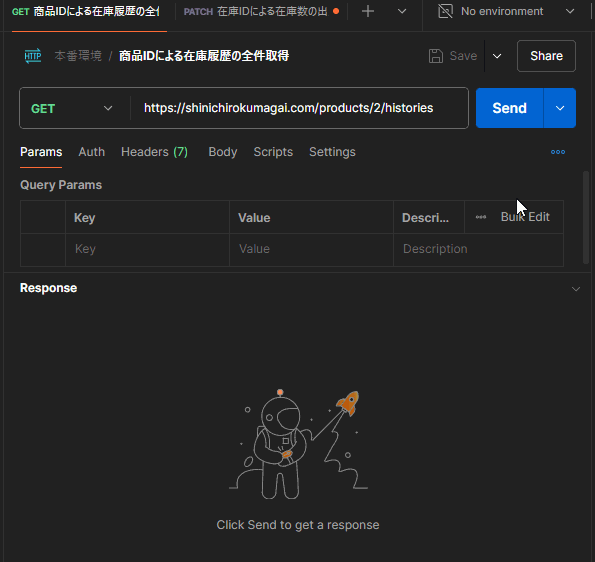 GET 商品IDによる在庫履歴の全件 PATCH 在庫IDによる在庫数の出 No environment
HTTP 本番環境 / 商品IDによる在庫履歴の全件取得 Save Share
GET https://shinichirokumagai.com/products/2/histories Send
Params Auth Headers (7) Body Scripts Settings
Query Params
Key Value Descri... Bulk Edit
Key Value Description
Response
Click Send to get a response